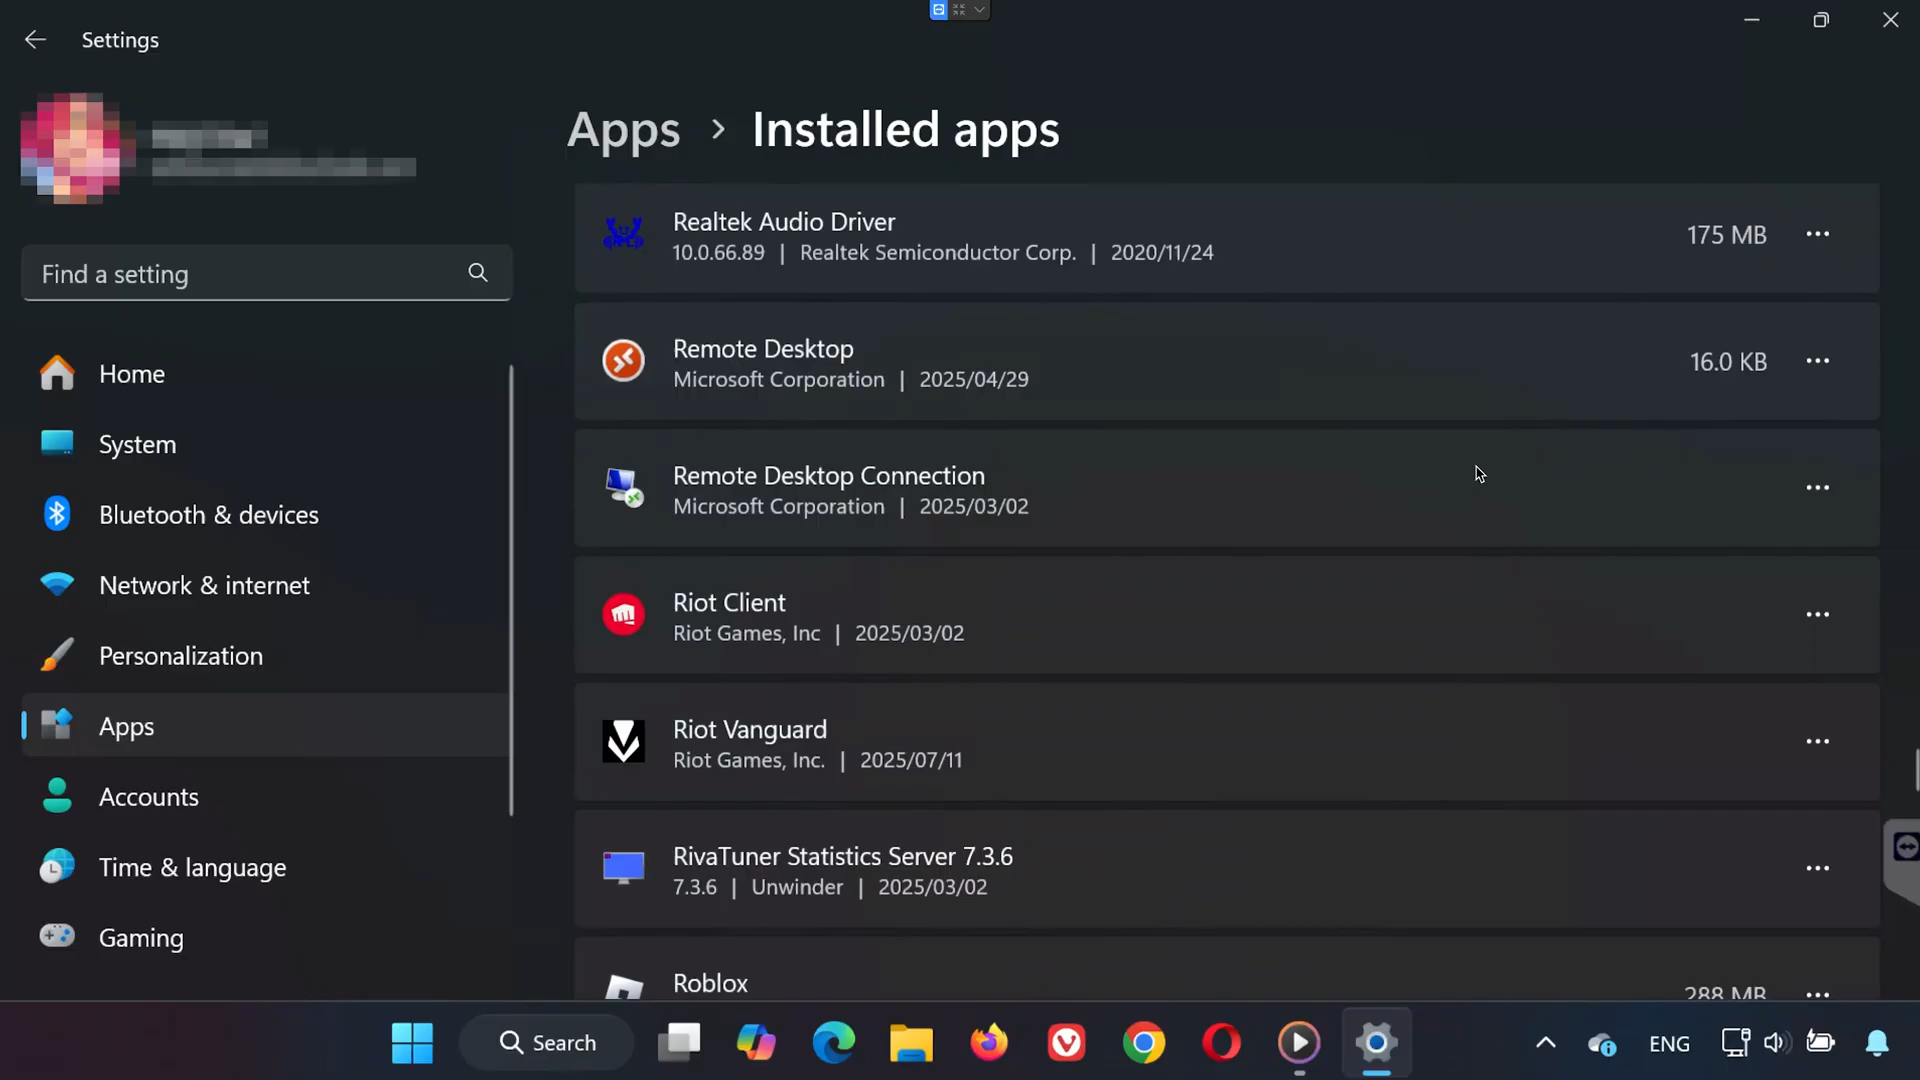 Settings
Find a setting
Home
System
Bluetooth & devices
Network & internet
Personalization
Apps
Accounts
Time & language
Gaming
Apps > Installed apps
Realtek Audio Driver
10.0.66.89 | Realtek Semiconductor Corp. | 2020/11/24
175 MB
Remote Desktop
Microsoft Corporation | 2025/04/29
16.0 KB
Remote Desktop Connection
Microsoft Corporation | 2025/03/02
Riot Client
Riot Games, Inc | 2025/03/02
Riot Vanguard
Riot Games, Inc. | 2025/07/11
RivaTuner Statistics Server 7.3.6
7.3.6 | Unwinder | 2025/03/02
Roblox
288 MB
Search
ENG